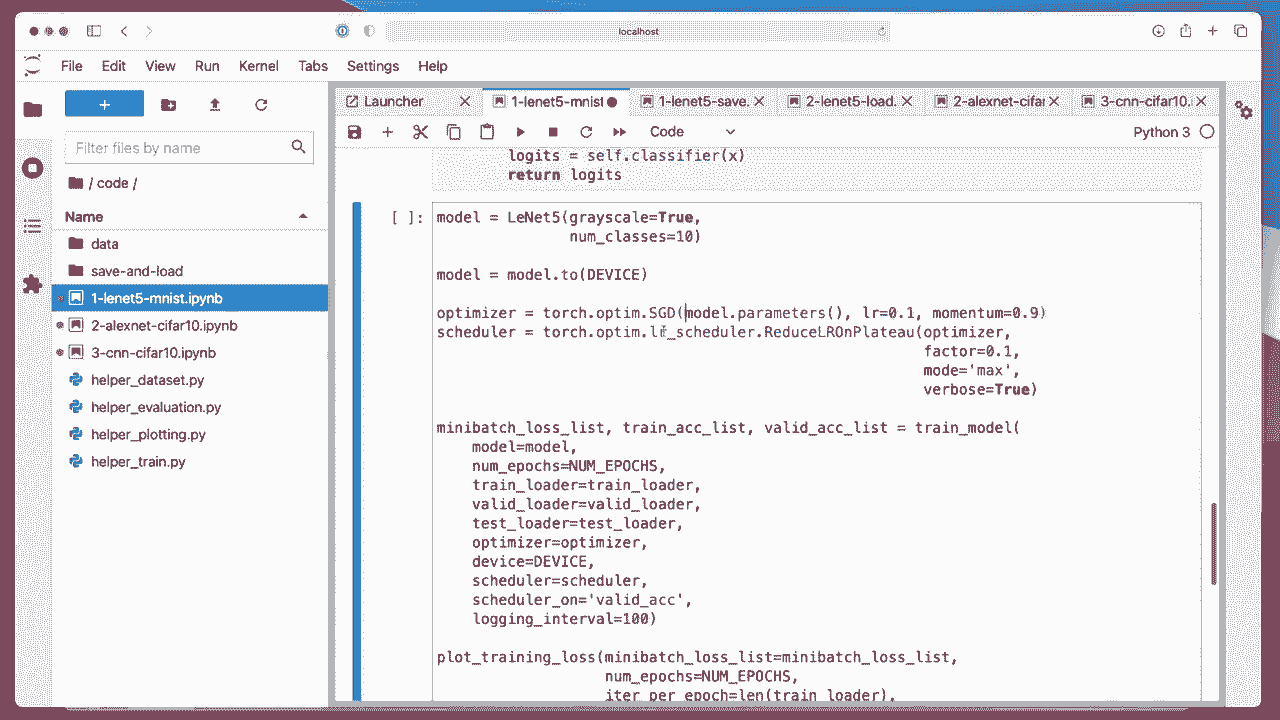 localhost
File Edit View Run Kernel Tabs Settings Help
Launcher 1-lenet5-mnist 1-lenet5-save. 2-lenet5-load. 2-alexnet-cifar 3-cnn-cifar10.
Code Python 3
Filter files by name
/ code /
Name
data
save-and-load
1-lenet5-mnist.ipynb
2-alexnet-cifar10.ipynb
3-cnn-cifar10.ipynb
helper_dataset.py
helper_evaluation.py
helper_plotting.py
helper_train.py
logits = self.classifier(x)
return logits
[ ]: model = LeNet5(grayscale=True,
num_classes=10)
model = model.to(DEVICE)
optimizer = torch.optim.SGD(model.parameters(), lr=0.1, momentum=0.9)
scheduler = torch.optim.lr_scheduler.ReduceLROnPlateau(optimizer,
factor=0.1,
mode='max',
verbose=True)
minibatch_loss_list, train_acc_list, valid_acc_list = train_model(
model=model,
num_epochs=NUM_EPOCHS,
train_loader=train_loader,
valid_loader=valid_loader,
test_loader=test_loader,
optimizer=optimizer,
device=DEVICE,
scheduler=scheduler,
scheduler_on='valid_acc',
logging_interval=100)
plot_training_loss(minibatch_loss_list=minibatch_loss_list,
num_epochs=NUM_EPOCHS,
iter_per_epoch=len(train_loader),